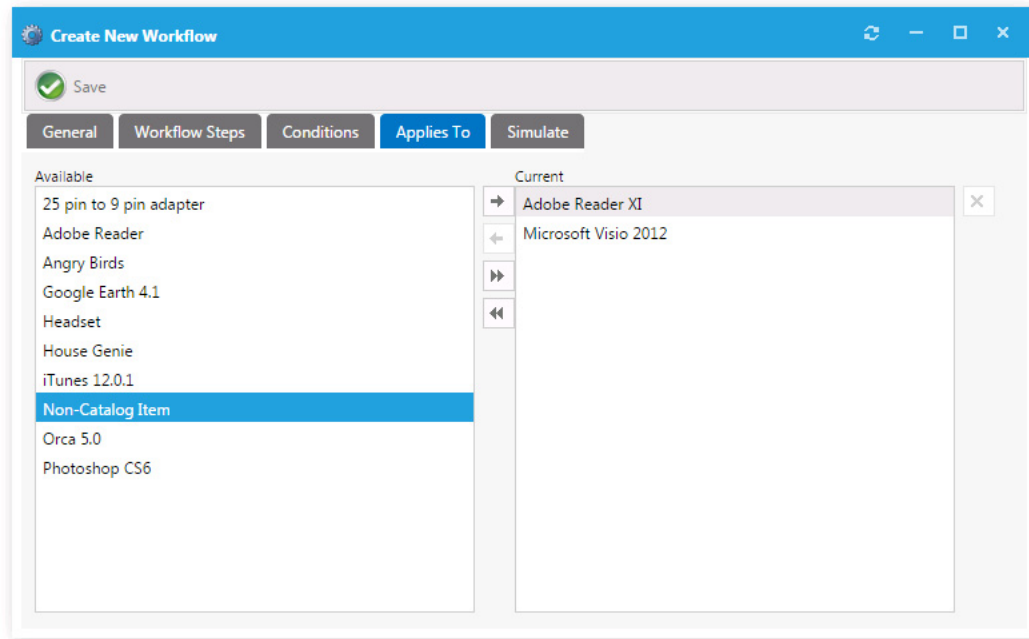 Create New Workflow
Save
General Workflow Steps Conditions Applies To Simulate
Available
25 pin to 9 pin adapter
Adobe Reader
Angry Birds
Google Earth 4.1
Headset
House Genie
iTunes 12.0.1
Non-Catalog Item
Orca 5.0
Photoshop CS6
Current
Adobe Reader XI
Microsoft Visio 2012